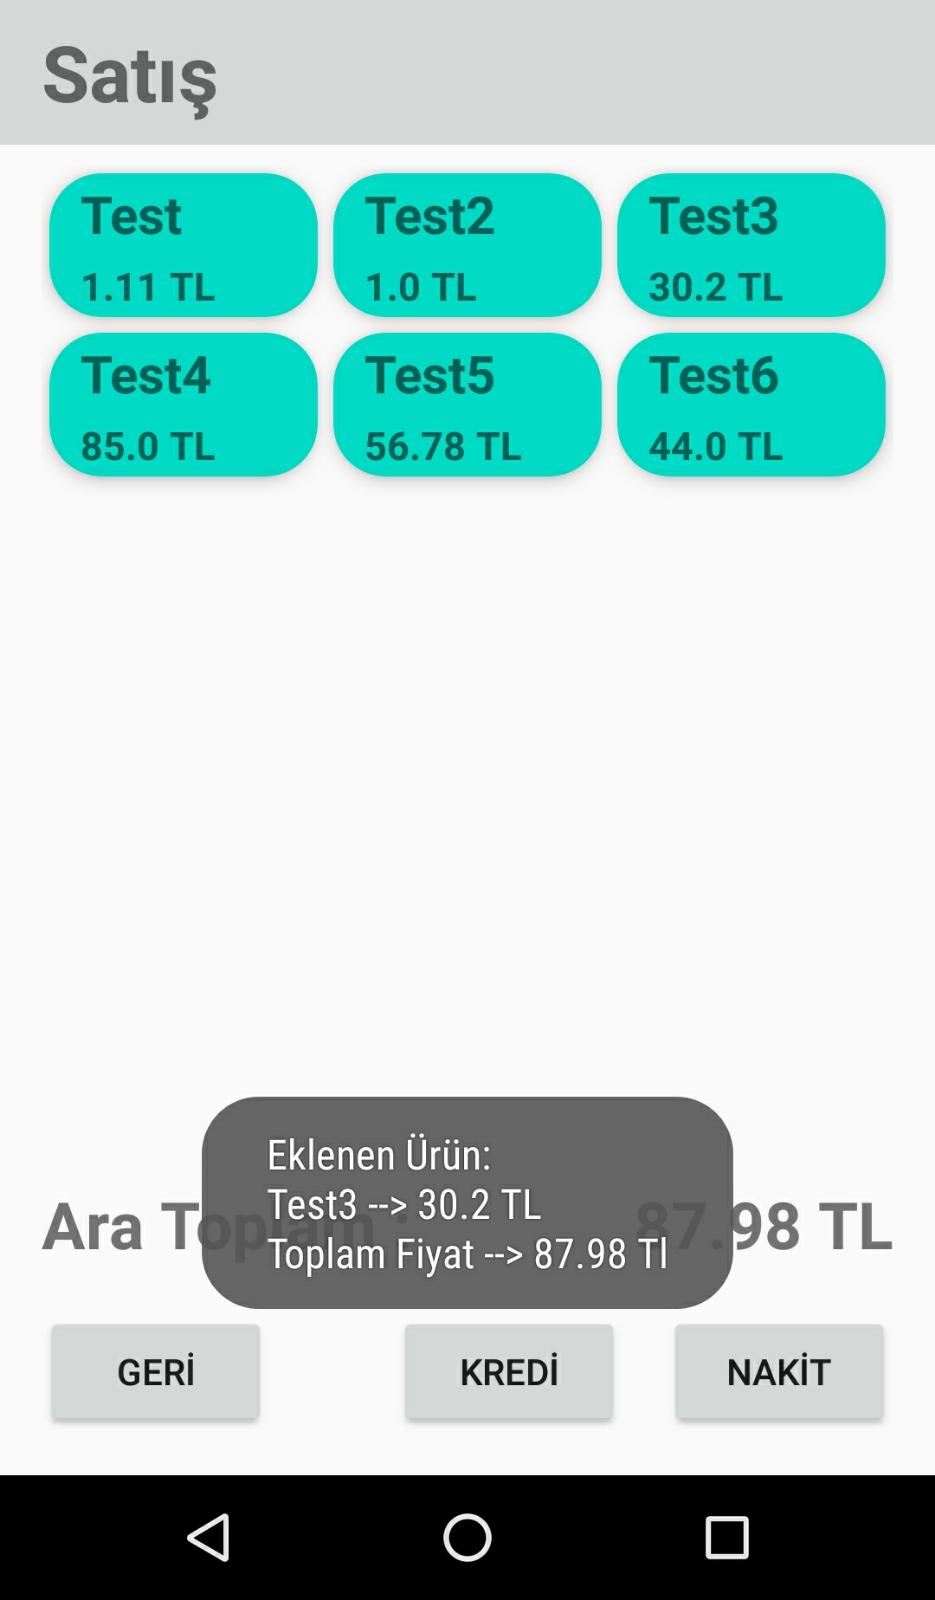 Satış
Test
1.11 TL
Test2
1.0 TL
Test3
30.2 TL
Test4
85.0 TL
Test5
56.78 TL
Test6
44.0 TL
Eklenen Ürün:
Test3 --> 30.2 TL
Toplam Fiyat --> 87.98 Tl
Ara Toplam : 87.98 TL
GERİ
KREDİ
NAKİT